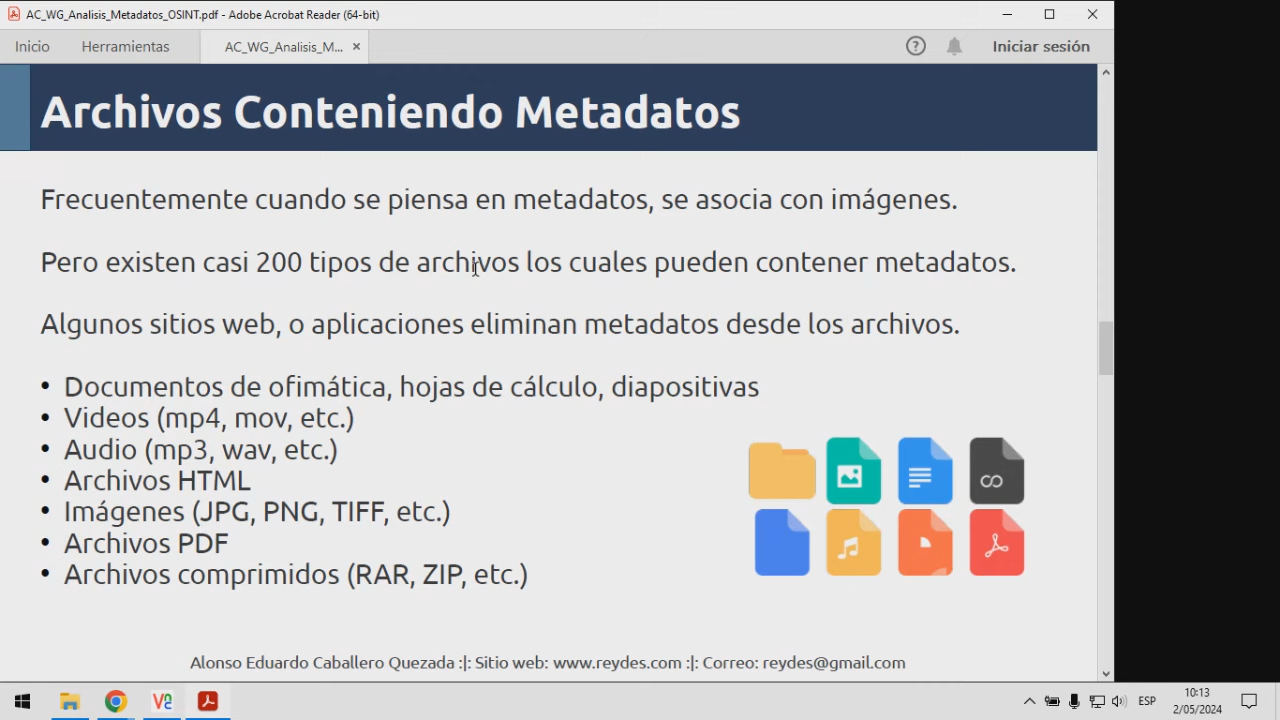 AC_WG_Analisis_Metadatos_OSINT.pdf - Adobe Acrobat Reader (64-bit)
Inicio Herramientas AC_WG_Analisis_M... × ? Iniciar sesión
Archivos Conteniendo Metadatos
Frecuentemente cuando se piensa en metadatos, se asocia con imágenes.
Pero existen casi 200 tipos de archivos los cuales pueden contener metadatos.
Algunos sitios web, o aplicaciones eliminan metadatos desde los archivos.
• Documentos de ofimática, hojas de cálculo, diapositivas
• Videos (mp4, mov, etc.)
• Audio (mp3, wav, etc.)
• Archivos HTML
• Imágenes (JPG, PNG, TIFF, etc.)
• Archivos PDF
• Archivos comprimidos (RAR, ZIP, etc.)
Alonso Eduardo Caballero Quezada :|: Sitio web: www.reydes.com :|: Correo: reydes@gmail.com
ESP
10:13
2/05/2024